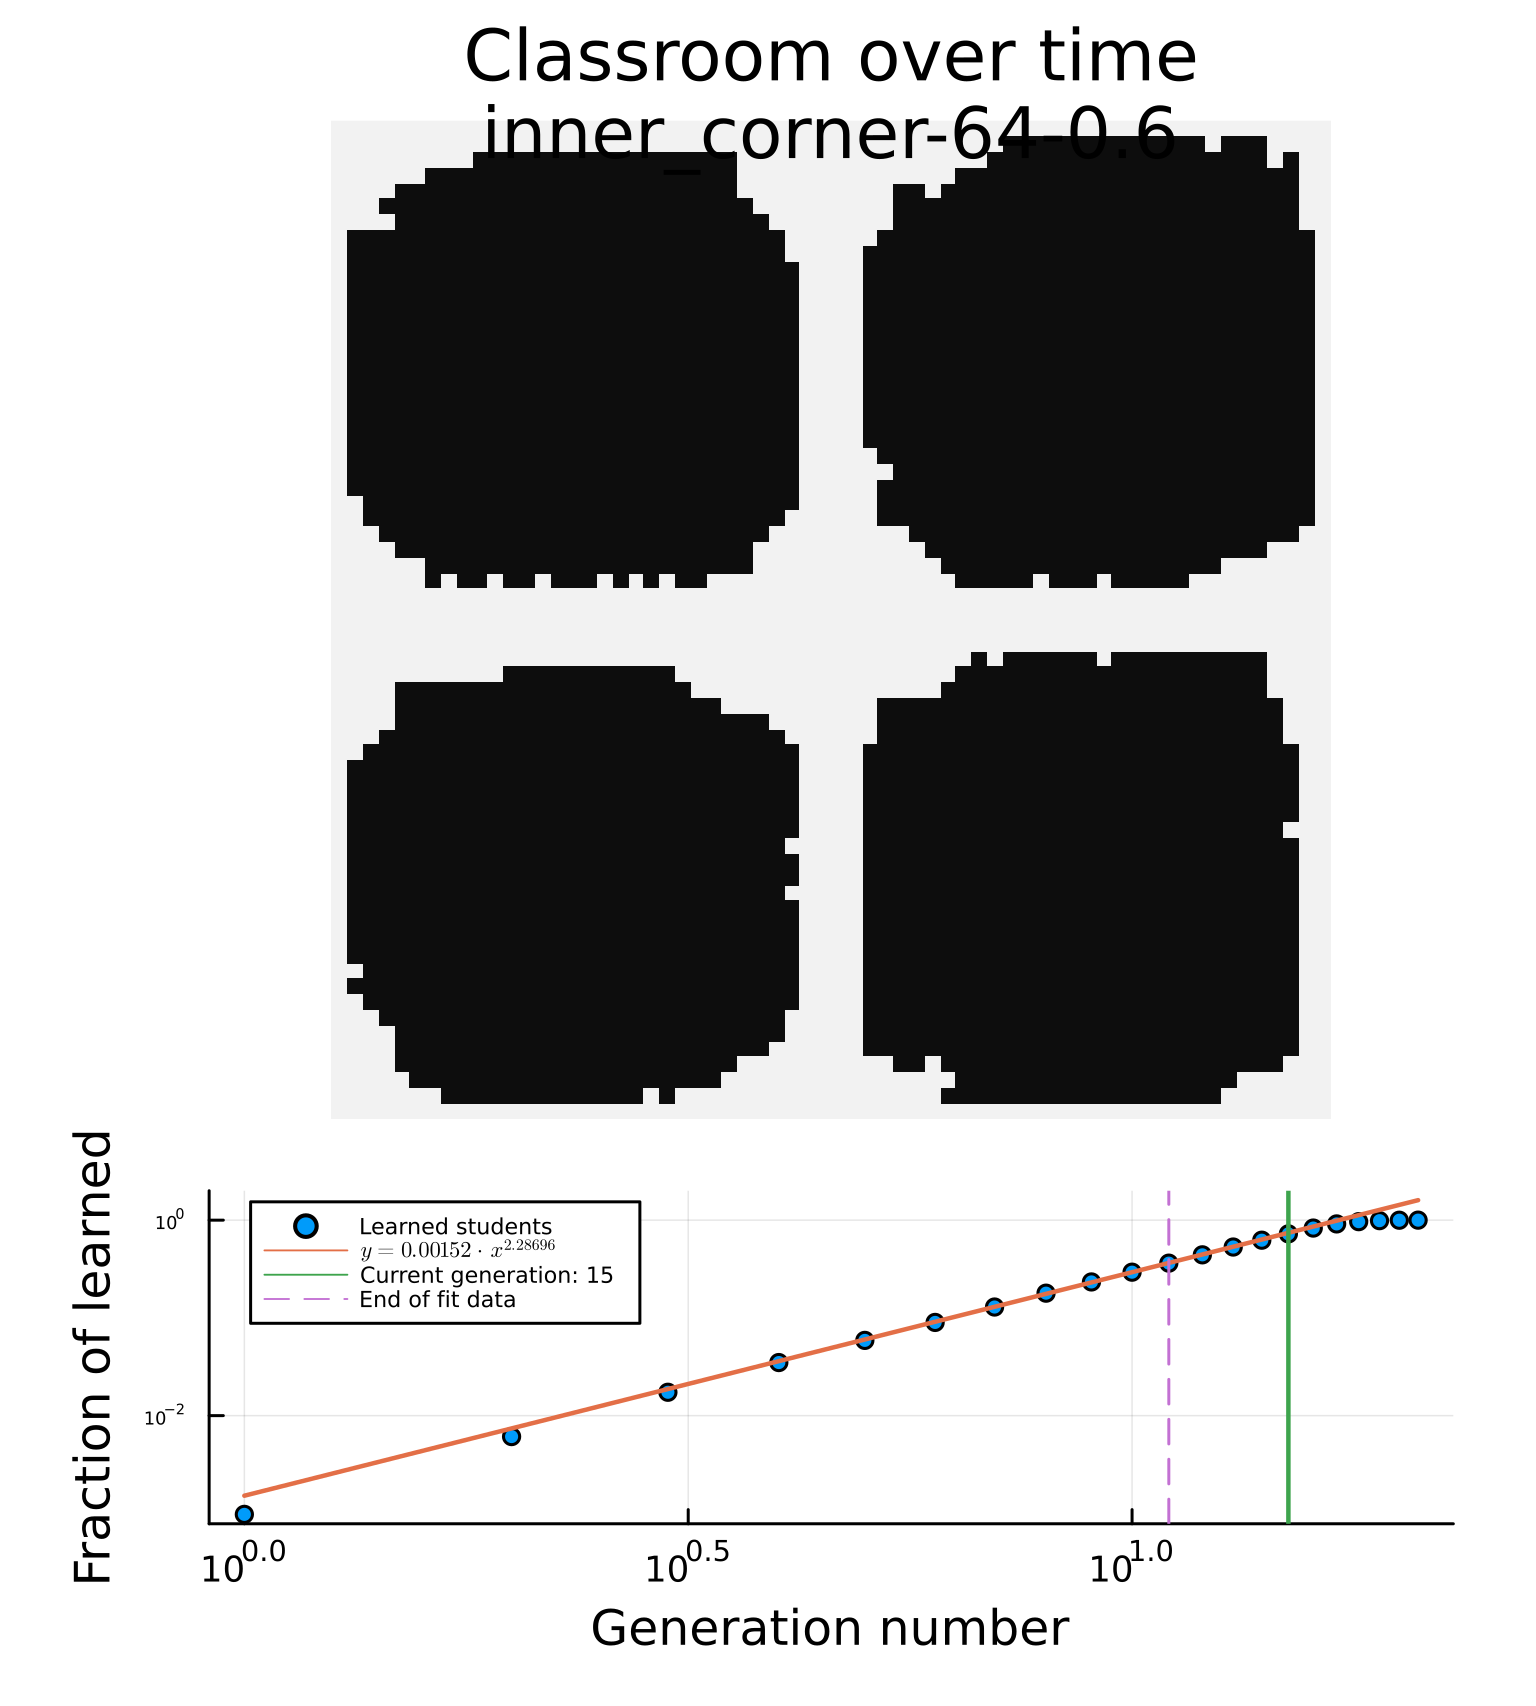 Classroom over time
inner_corner-64-0.6
Fraction of learned
10^0
10^−2
Learned students
y = 0.00152 · x^2.28696
Current generation: 15
End of fit data
10^0.0
10^0.5
10^1.0
Generation number